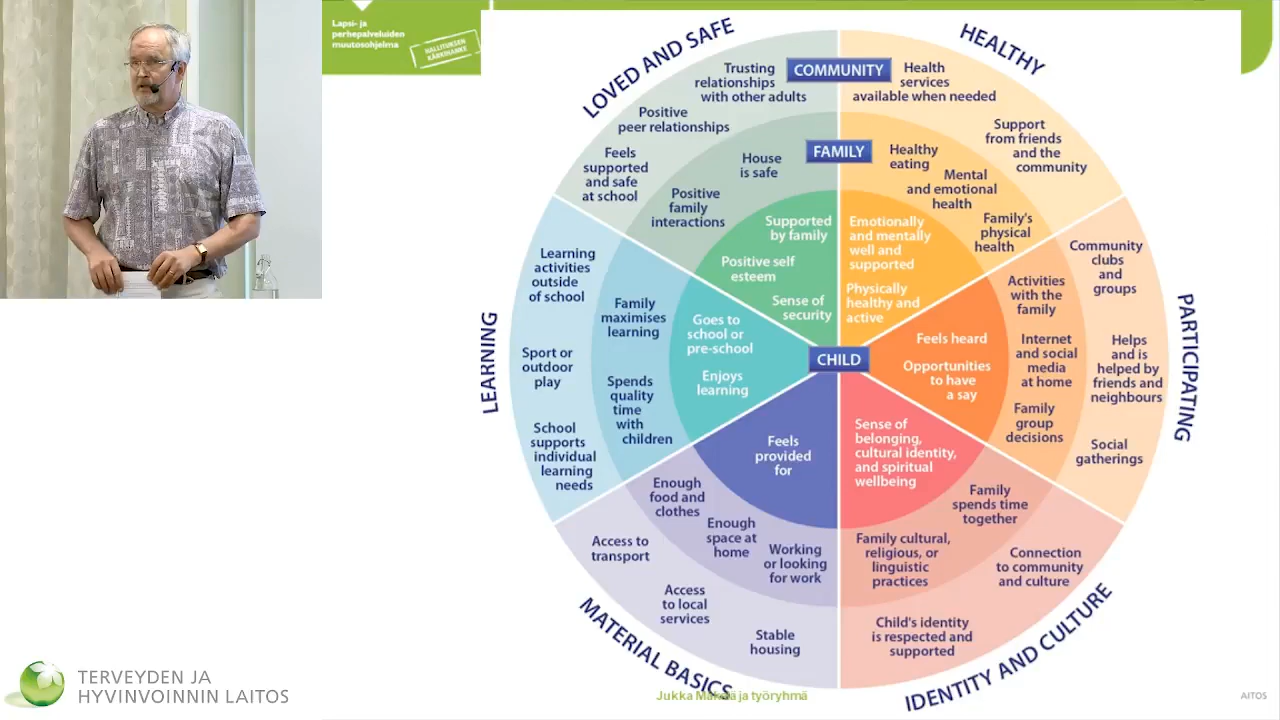 Lapsi- ja
perhepalveluiden
muutosohjelma
HALLITUKSEN
KÄRKIHANKE
LOVED AND SAFE
HEALTHY
PARTICIPATING
IDENTITY AND CULTURE
MATERIAL BASICS
LEARNING
COMMUNITY
FAMILY
CHILD
Trusting
relationships
with other adults
Positive
peer relationships
Feels
supported
and safe
at school
House
is safe
Positive
family
interactions
Supported
by family
Positive self
esteem
Sense of
security
Health
services
available when needed
Support
from friends
and the
community
Healthy
eating
Mental
and emotional
health
Family's
physical
health
Emotionally
and mentally
well and
supported
Physically
healthy and
active
Community
clubs
and
groups
Helps
and is
helped by
friends and
neighbours
Social
gatherings
Activities
with the
family
Internet
and social
media
at home
Family
group
decisions
Feels heard
Opportunities
to have
a say
Sense of
belonging,
cultural identity,
and spiritual
wellbeing
Family
spends time
together
Family cultural,
religious, or
linguistic
practices
Connection
to community
and culture
Child's identity
is respected and
supported
Feels
provided
for
Enough
food and
clothes
Enough
space at
home
Working
or looking
for work
Access to
transport
Access
to local
services
Stable
housing
Goes to
school or
pre-school
Enjoys
learning
Family
maximises
learning
Spends
quality
time
with
children
Learning
activities
outside
of school
Sport or
outdoor
play
School
supports
individual
learning
needs
TERVEYDEN JA
HYVINVOINNIN LAITOS
Jukka Mäkelä ja työryhmä
AITOS